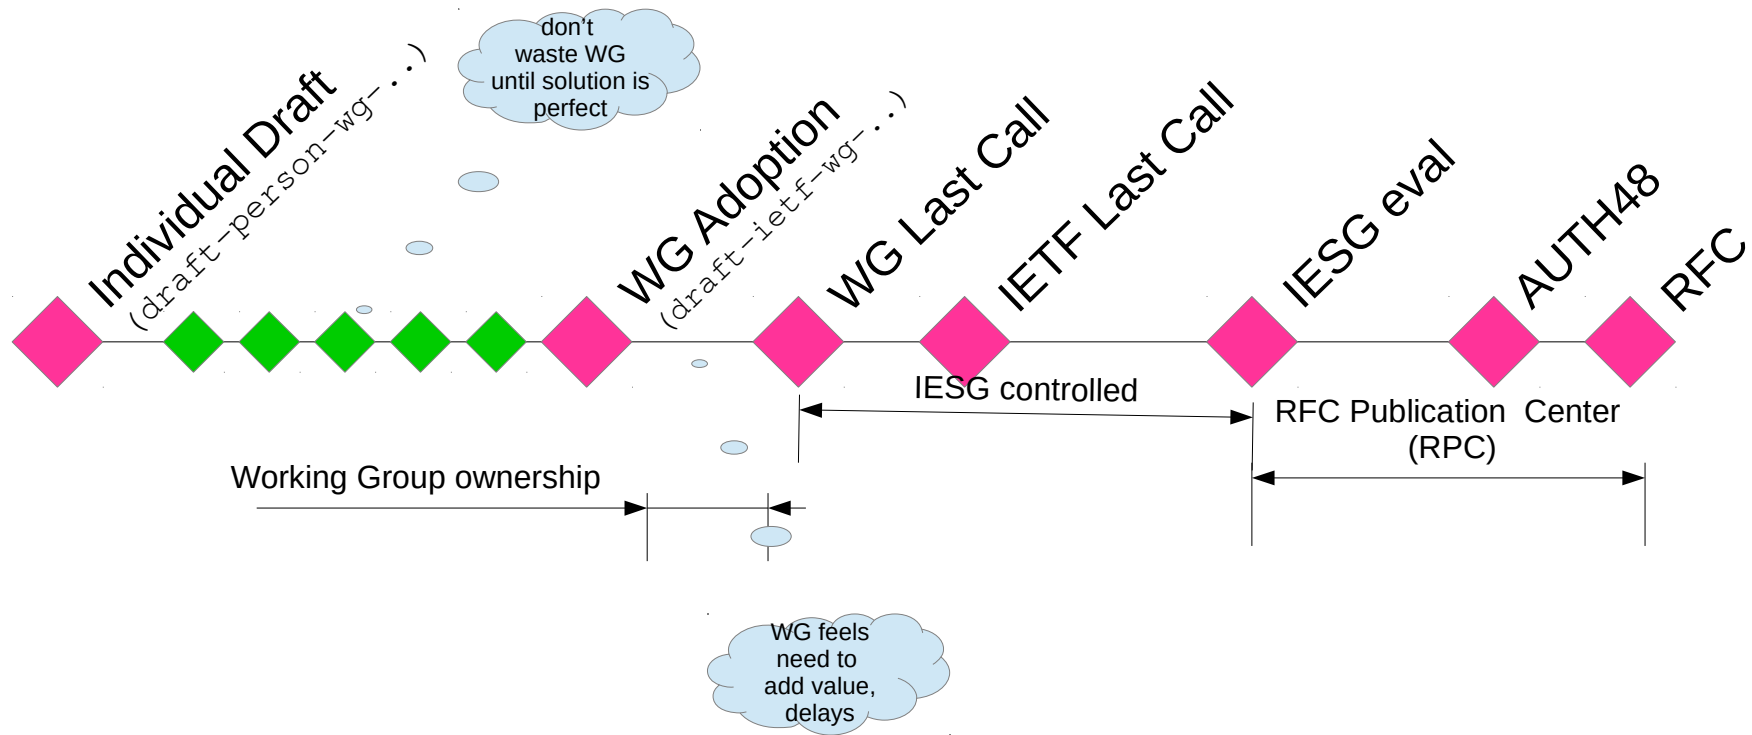 don't
waste WG
until solution is
perfect
Individual Draft
(draft-person-wg-...)
WG Adoption
(draft-ietf-wg-...)
WG Last Call
IETF Last Call
IESG eval
AUTH48
RFC
IESG controlled
RFC Publication  Center
(RPC)
Working Group ownership
WG feels
need to
add value,
delays